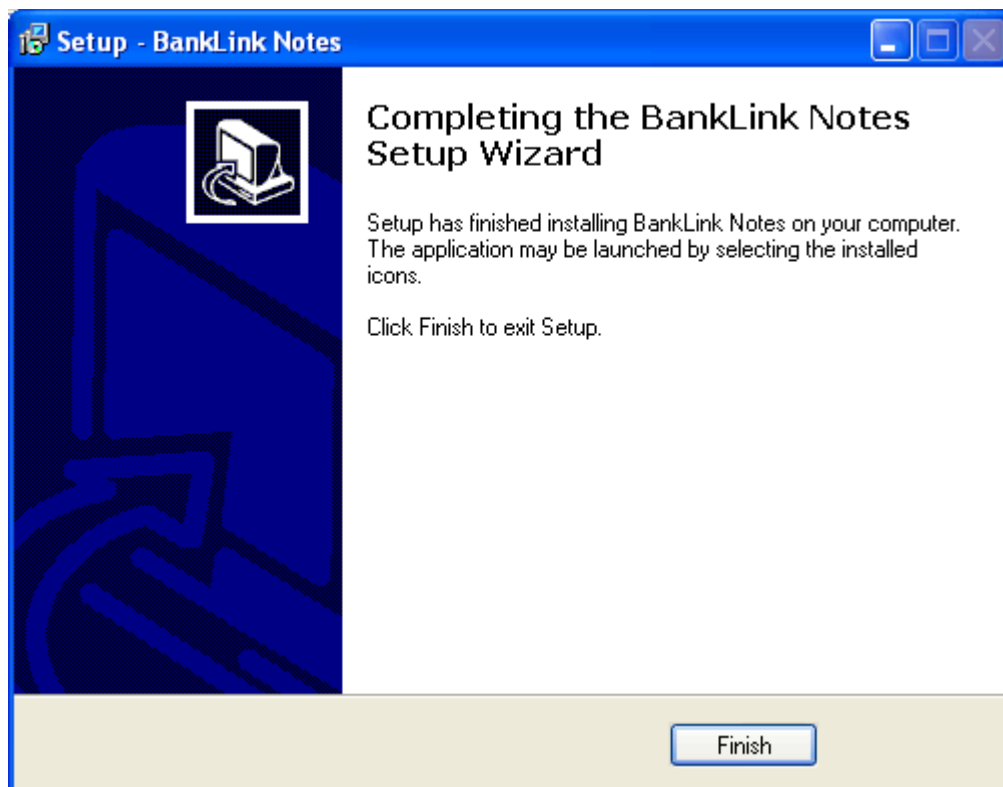 Setup - BankLink Notes
Completing the BankLink Notes
Setup Wizard
Setup has finished installing BankLink Notes on your computer.
The application may be launched by selecting the installed
icons.
Click Finish to exit Setup.
Finish